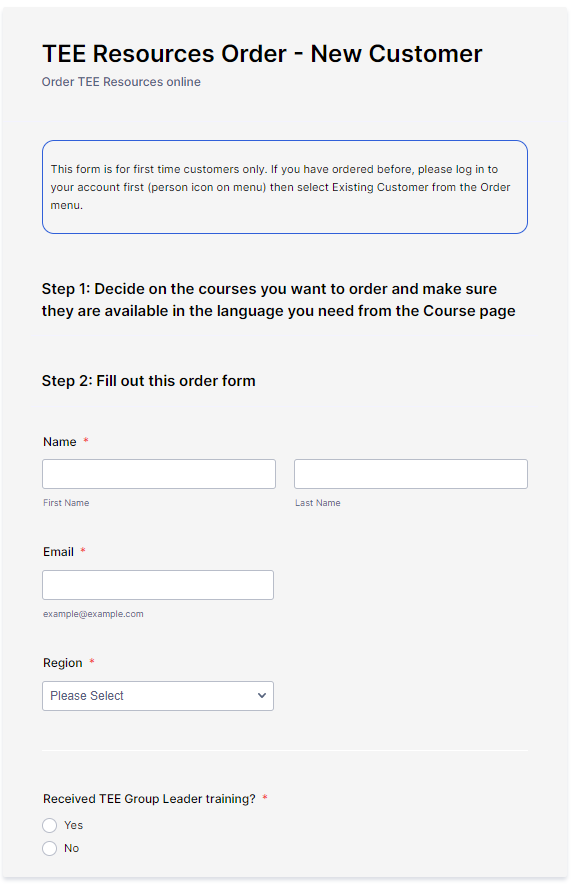 TEE Resources Order - New Customer
Order TEE Resources online
This form is for first time customers only. If you have ordered before, please log in to
your account first (person icon on menu) then select Existing Customer from the Order
menu.
Step 1: Decide on the courses you want to order and make sure
they are available in the language you need from the Course page
Step 2: Fill out this order form
Name *
First Name
Last Name
Email *
example@example.com
Region *
Please Select
Received TEE Group Leader training? *
Yes
No